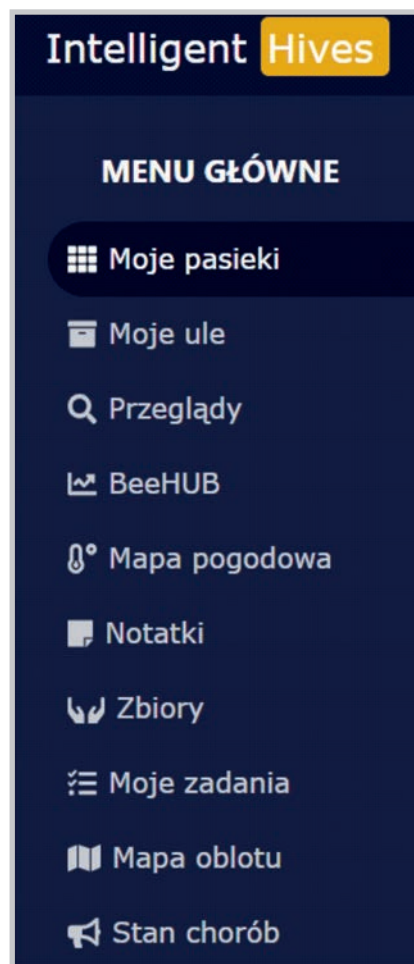 Intelligent Hives
MENU GŁÓWNE
Moje pasieki
Moje ule
Przeglądy
BeeHUB
Mapa pogodowa
Notatki
Zbiory
Moje zadania
Mapa oblotu
Stan chorób